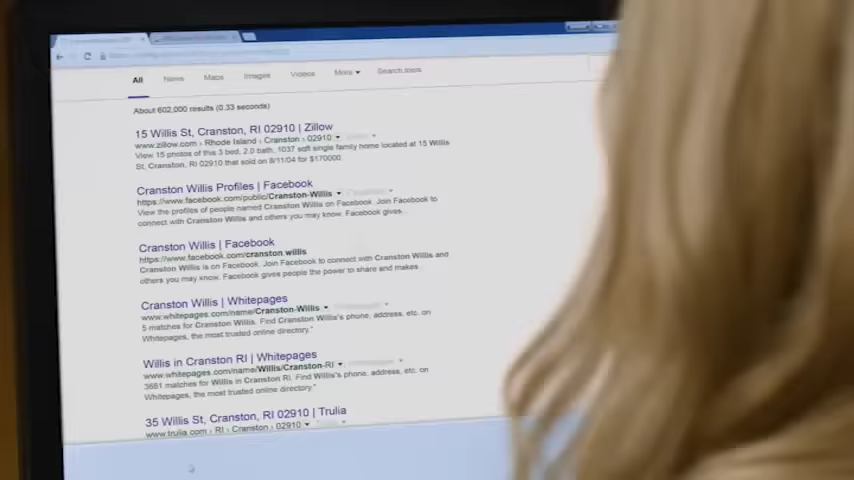 All News Maps Images Videos More Search tools
About 602,000 results (0.33 seconds)
15 Willis St, Cranston, RI 02910 | Zillow
www.zillow.com › Rhode Island › Cranston › 02910
View 15 photos of this 3 bed, 2.0 bath, 1037 sqft single family home located at 15 Willis
St, Cranston, RI 02910 that sold on 8/11/04 for $170000
Cranston Willis Profiles | Facebook
https://www.facebook.com/public/Cranston-Willis
View the profiles of people named Cranston Willis on Facebook. Join Facebook to
connect with Cranston Willis and others you may know. Facebook gives...
Cranston Willis | Facebook
https://www.facebook.com/cranston.willis
Cranston Willis is on Facebook. Join Facebook to connect with Cranston Willis and
others you may know. Facebook gives people the power to share and makes
Cranston Willis | Whitepages
www.whitepages.com/name/Cranston-Willis
5 matches for Cranston Willis. Find Cranston Willis's phone, address, etc. on
Whitepages, the most trusted online directory."
Willis in Cranston RI | Whitepages
www.whitepages.com/name/Willis/Cranston-RI
3681 matches for Willis in Cranston RI. Find Willis's phone, address, etc. on
Whitepages, the most trusted online directory."
35 Willis St, Cranston, RI 02910 | Trulia
www.trulia.com › RI › Cranston › 02910